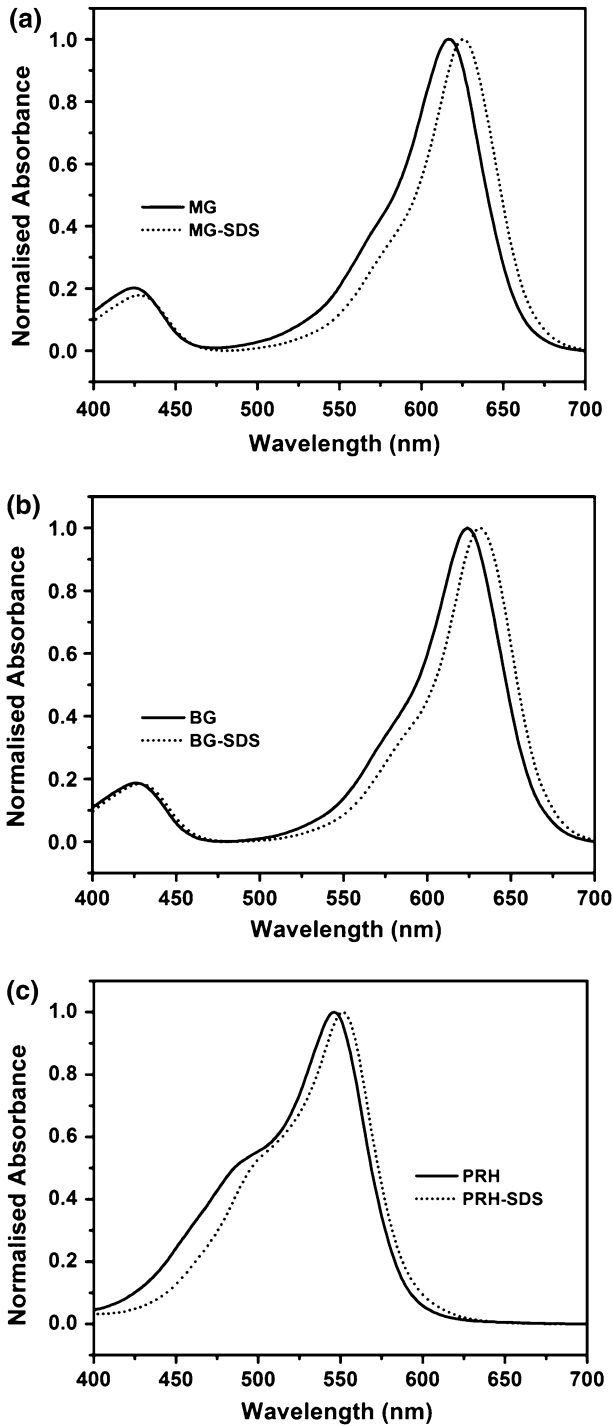 (a)
Normalised Absorbance
1.0
0.8
0.6
0.4
0.2
0.0
MG
MG-SDS
400 450 500 550 600 650 700
Wavelength (nm)
(b)
Normalised Absorbance
1.0
0.8
0.6
0.4
0.2
0.0
BG
BG-SDS
400 450 500 550 600 650 700
Wavelength (nm)
(c)
Normalised Absorbance
1.0
0.8
0.6
0.4
0.2
0.0
PRH
PRH-SDS
400 450 500 550 600 650 700
Wavelength (nm)